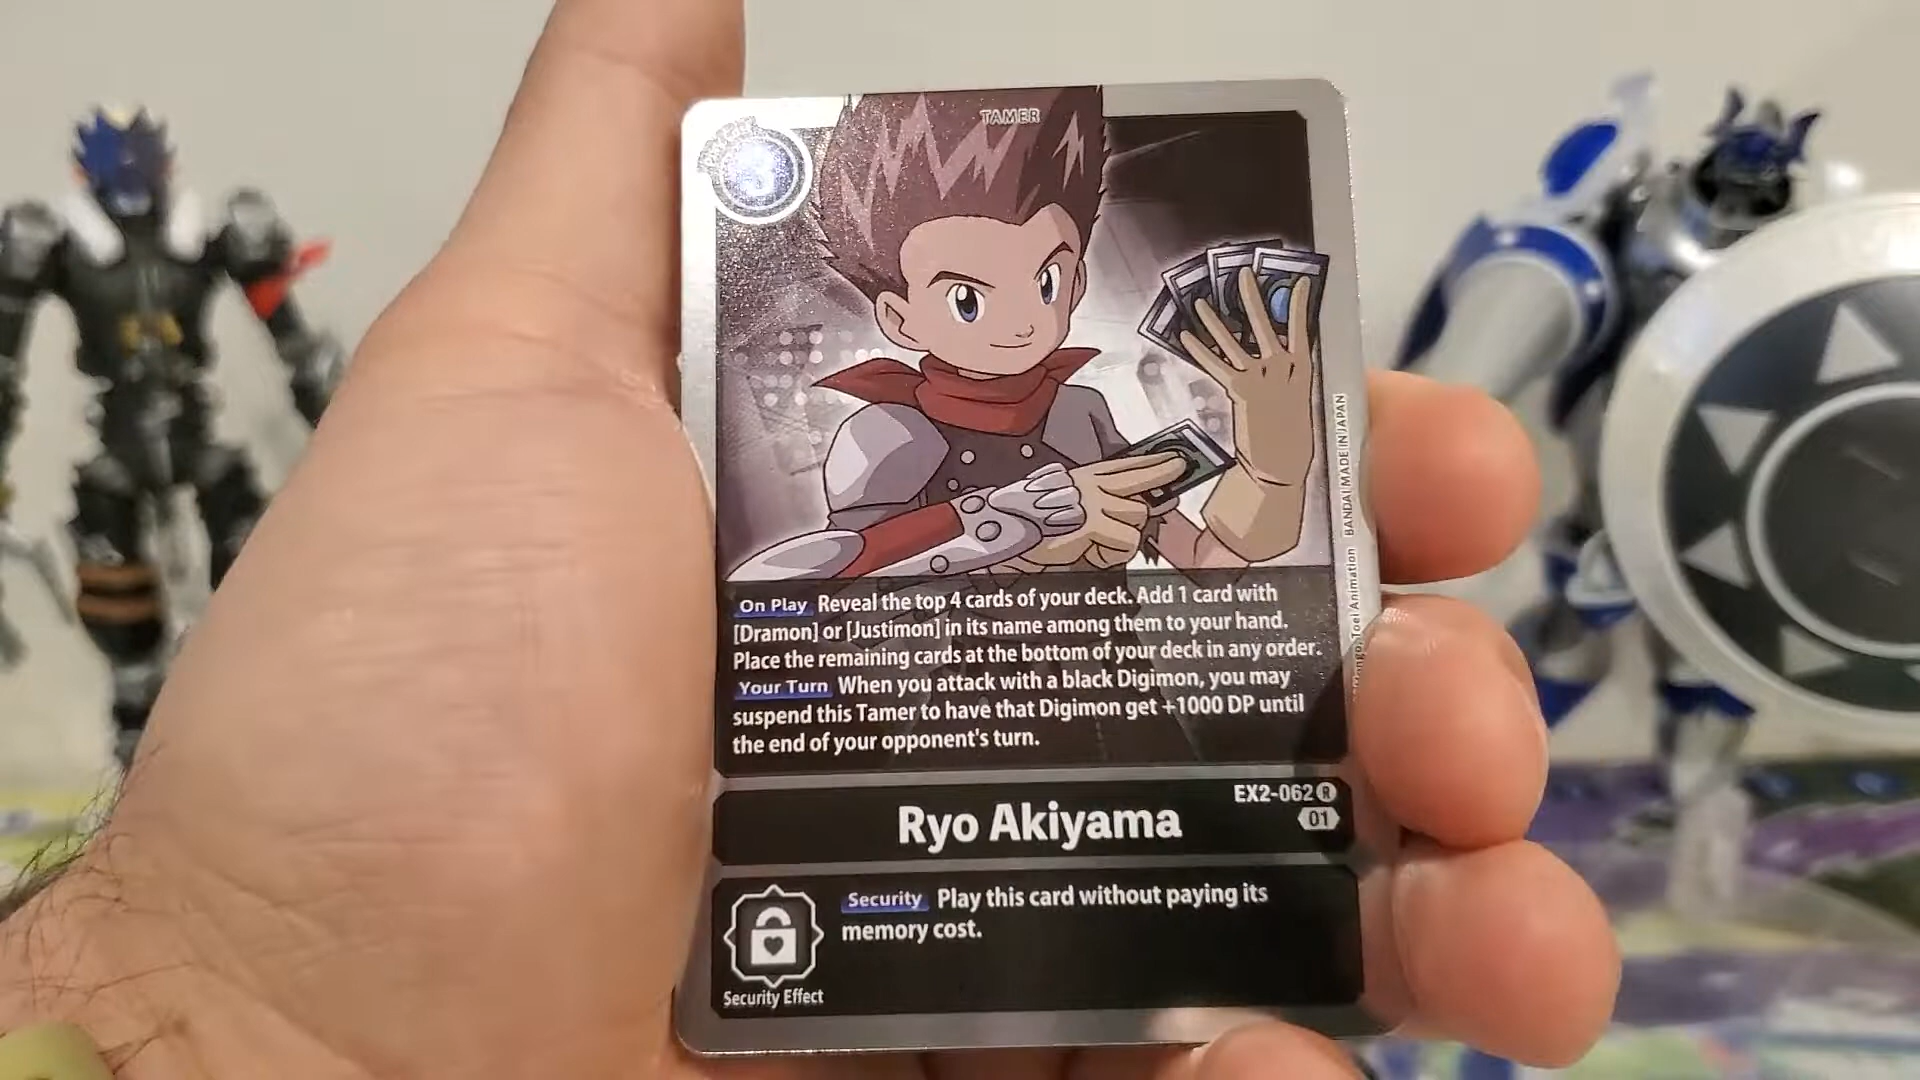 TAMER
3
On Play Reveal the top 4 cards of your deck. Add 1 card with
[Dramon] or [Justimon] in its name among them to your hand.
Place the remaining cards at the bottom of your deck in any order.
Your Turn When you attack with a black Digimon, you may
suspend this Tamer to have that Digimon get +1000 DP until
the end of your opponent's turn.
Toei Animation BANDAI MADE IN JAPAN
EX2-062 R
Ryo Akiyama
01
Security Play this card without paying its
memory cost.
Security Effect